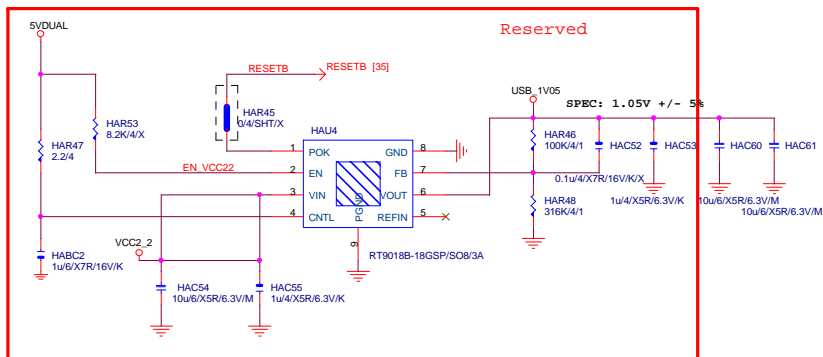 5VDUAL
Reserved
RESETB
RESETB [35]
USB_1V05
SPEC: 1.05V +/- 5%
HAR53
8.2K/4/X
HAR45
0/4/SHT/X
HAR47
2.2/4
HAU4
HAR46
100K/4/1
HAC52
HAC53
HAC60
HAC61
1
POK
GND
8
EN_VCC22
2
EN
FB
7
0.1u/4/X7R/16V/K/X
1u/4/X5R/6.3V/K
10u/6/X5R/6.3V/M
10u/6/X5R/6.3V/M
3
VIN
VOUT
6
4
CNTL
PGND
REFIN
5
HAR48
316K/4/1
9
VCC2_2
RT9018B-18GSP/SO8/3A
HABC2
1u/6/X7R/16V/K
HAC54
10u/6/X5R/6.3V/M
HAC55
1u/4/X5R/6.3V/K